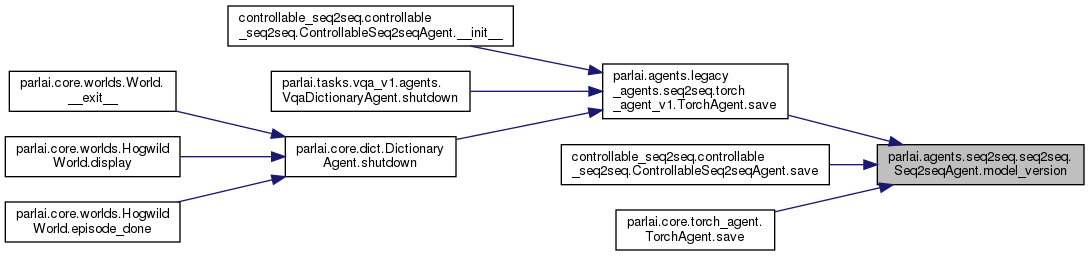 controllable_seq2seq.controllable
_seq2seq.ControllableSeq2seqAgent.__init__
parlai.core.worlds.World.
__exit__
parlai.tasks.vqa_v1.agents.
VqaDictionaryAgent.shutdown
parlai.agents.legacy
_agents.seq2seq.torch
_agent_v1.TorchAgent.save
parlai.core.worlds.Hogwild
World.display
parlai.core.dict.Dictionary
Agent.shutdown
controllable_seq2seq.controllable
_seq2seq.ControllableSeq2seqAgent.save
parlai.agents.seq2seq.seq2seq.
Seq2seqAgent.model_version
parlai.core.worlds.Hogwild
World.episode_done
parlai.core.torch_agent.
TorchAgent.save